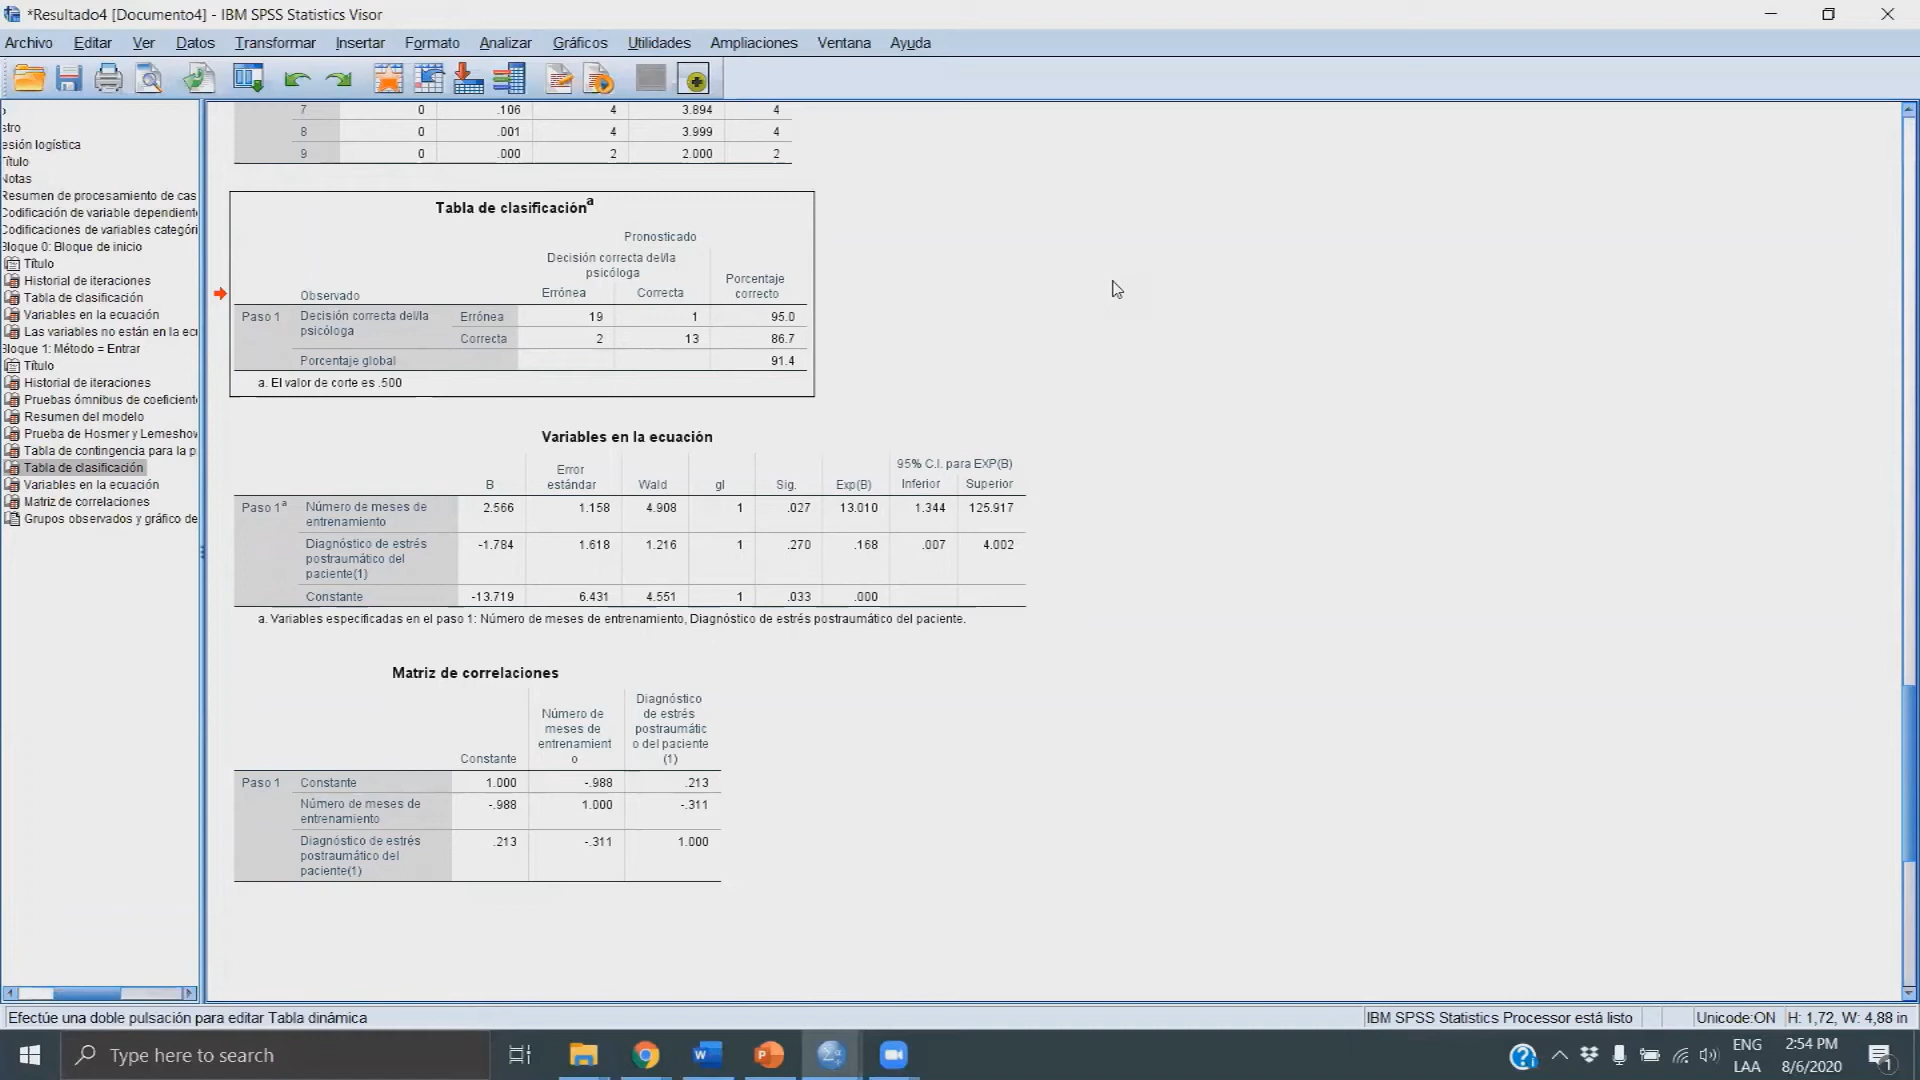 *Resultado4 [Documento4] - IBM SPSS Statistics Visor
Archivo Editar Ver Datos Transformar Insertar Formato Analizar Gráficos Utilidades Ampliaciones Ventana Ayuda
stro
esión logística
Título
Notas
Resumen de procesamiento de cas
Codificación de variable dependient
Codificaciones de variables categóri
Bloque 0: Bloque de inicio
Título
Historial de iteraciones
Tabla de clasificación
Variables en la ecuación
Las variables no están en la ecu
Bloque 1: Método = Entrar
Título
Historial de iteraciones
Pruebas ómnibus de coeficient
Resumen del modelo
Prueba de Hosmer y Lemeshov
Tabla de contingencia para la p
Tabla de clasificación
Variables en la ecuación
Matriz de correlaciones
Grupos observados y gráfico de
7 0 .106 4 3.894 4
8 0 .001 4 3.999 4
9 0 .000 2 2.000 2
Tabla de clasificaciónª
Pronosticado
Decisión correcta del/la
psicóloga
Porcentaje
correcto
Observado Errónea Correcta
Paso 1 Decisión correcta del/la
psicóloga
Errónea 19 1 95.0
Correcta 2 13 86.7
Porcentaje global 91.4
a. El valor de corte es .500
Variables en la ecuación
95% C.I. para EXP(B)
B Error
estándar Wald gl Sig. Exp(B) Inferior Superior
Paso 1ª Número de meses de
entrenamiento 2.566 1.158 4.908 1 .027 13.010 1.344 125.917
Diagnóstico de estrés
postraumático del
paciente(1) -1.784 1.618 1.216 1 .270 .168 .007 4.002
Constante -13.719 6.431 4.551 1 .033 .000
a. Variables especificadas en el paso 1: Número de meses de entrenamiento, Diagnóstico de estrés postraumático del paciente.
Matriz de correlaciones
Constante
Número de
meses de
entrenamient
o
Diagnóstico
de estrés
postraumátic
o del paciente
(1)
Paso 1 Constante 1.000 -.988 .213
Número de meses de
entrenamiento -.988 1.000 -.311
Diagnóstico de estrés
postraumático del
paciente(1) .213 -.311 1.000
Efectúe una doble pulsación para editar Tabla dinámica
IBM SPSS Statistics Processor está listo
Unicode:ON H: 1,72, W: 4,88 in
Type here to search
ENG
LAA
2:54 PM
8/6/2020
1